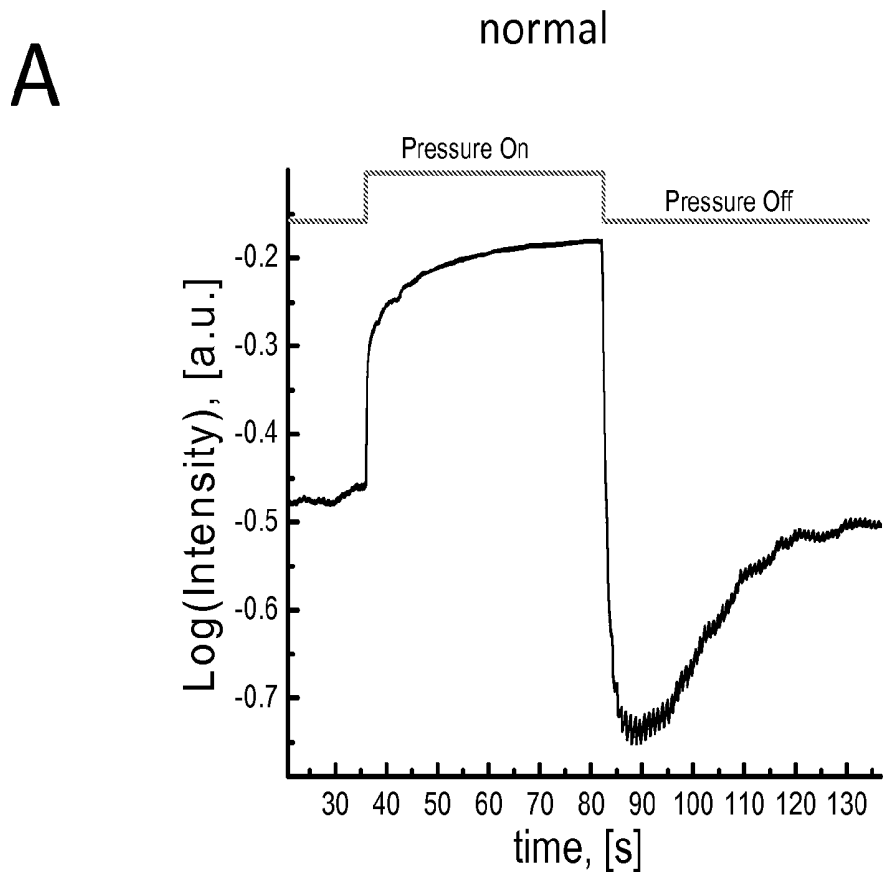 normal
A
Pressure On
Pressure Off
-0.2
-0.3
-0.4
-0.5
-0.6
-0.7
Log(Intensity), [a.u.]
30 40 50 60 70 80 90 100 110 120 130
time, [s]